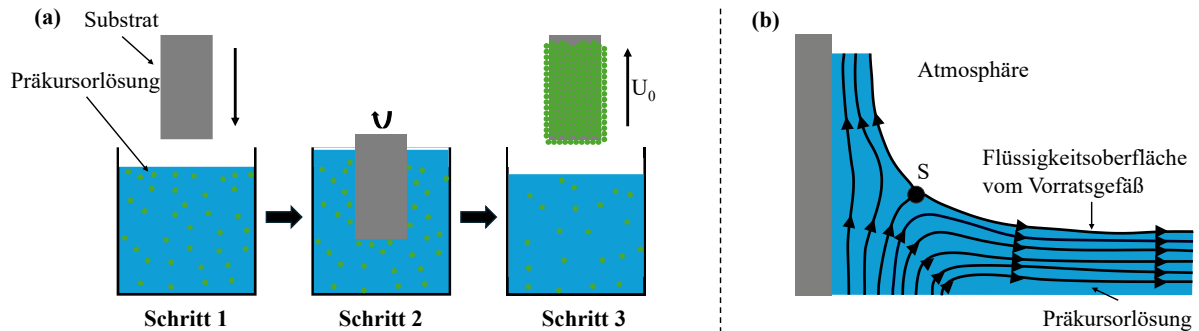 (a)
Substrat
Präkursorlösung
U₀
Schritt 1
Schritt 2
Schritt 3
(b)
Atmosphäre
S
Flüssigkeitsoberfläche
vom Vorratsgefäß
Präkursorlösung